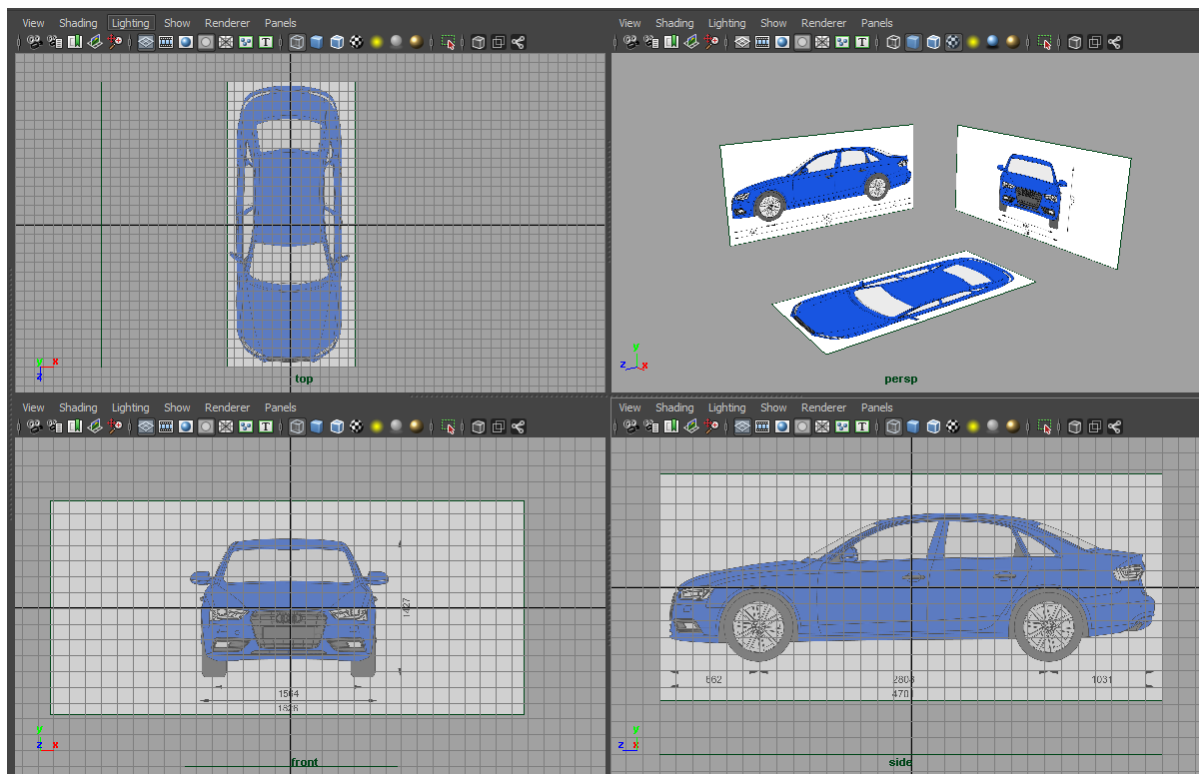 View Shading Lighting Show Renderer Panels
View Shading Lighting Show Renderer Panels
top
persp
View Shading Lighting Show Renderer Panels
View Shading Lighting Show Renderer Panels
1427
1564
1826
front
862
2808
1031
4701
side